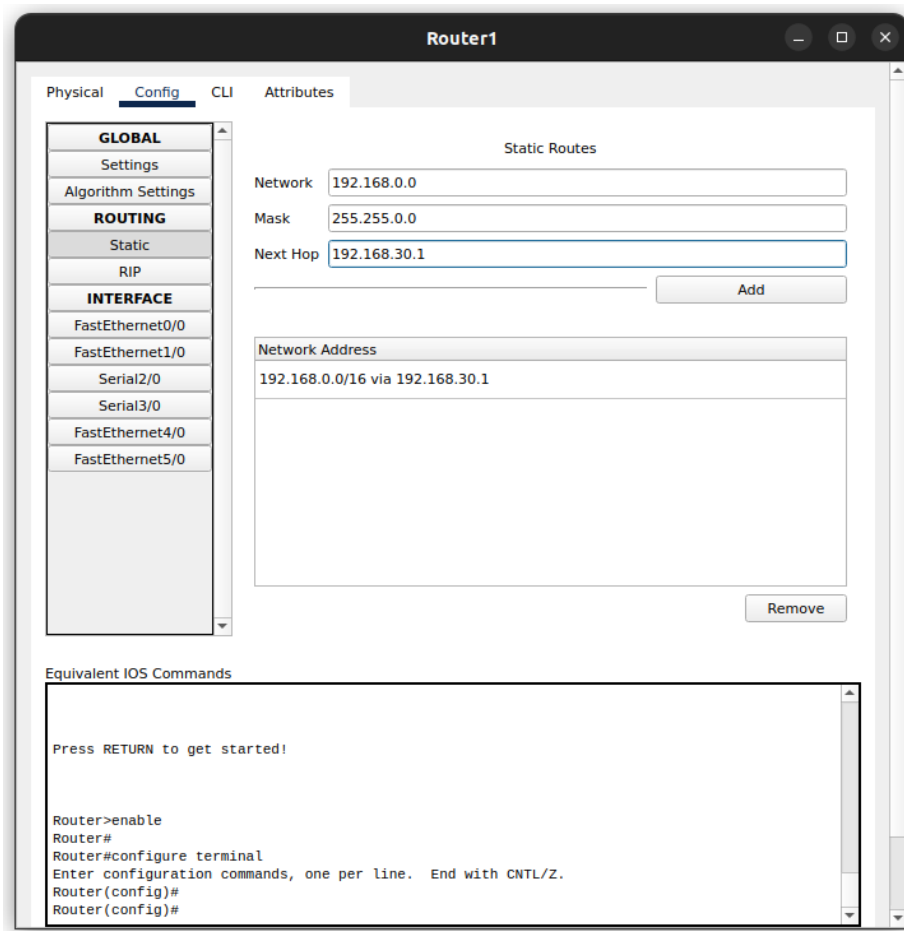 Router1
Physical Config CLI Attributes
GLOBAL
Settings
Algorithm Settings
ROUTING
Static
RIP
INTERFACE
FastEthernet0/0
FastEthernet1/0
Serial2/0
Serial3/0
FastEthernet4/0
FastEthernet5/0
Static Routes
Network 192.168.0.0
Mask 255.255.0.0
Next Hop 192.168.30.1
Add
Network Address
192.168.0.0/16 via 192.168.30.1
Remove
Equivalent IOS Commands
Press RETURN to get started!
Router>enable
Router#
Router#configure terminal
Enter configuration commands, one per line.  End with CNTL/Z.
Router(config)#
Router(config)#